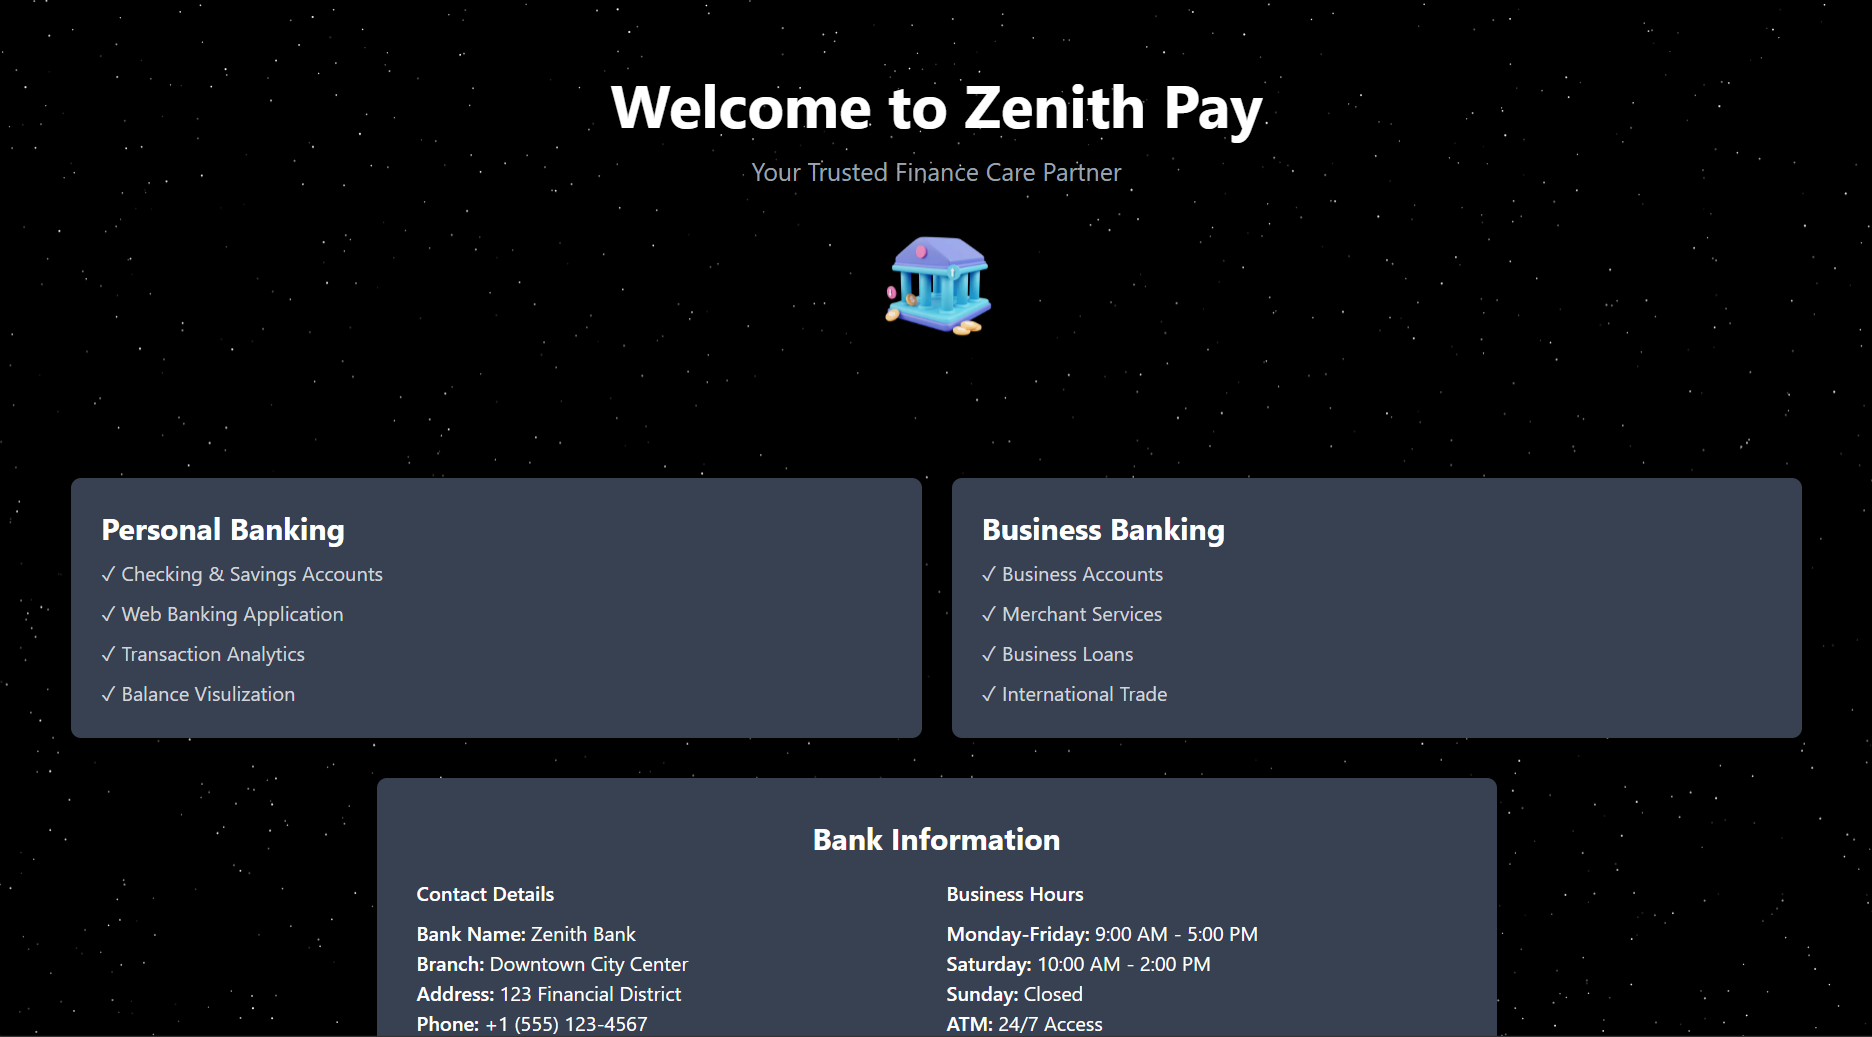 Welcome to Zenith Pay
Your Trusted Finance Care Partner
Personal Banking
✓ Checking & Savings Accounts
✓ Web Banking Application
✓ Transaction Analytics
✓ Balance Visulization
Business Banking
✓ Business Accounts
✓ Merchant Services
✓ Business Loans
✓ International Trade
Bank Information
Contact Details
Bank Name: Zenith Bank
Branch: Downtown City Center
Address: 123 Financial District
Phone: +1 (555) 123-4567
Business Hours
Monday-Friday: 9:00 AM - 5:00 PM
Saturday: 10:00 AM - 2:00 PM
Sunday: Closed
ATM: 24/7 Access